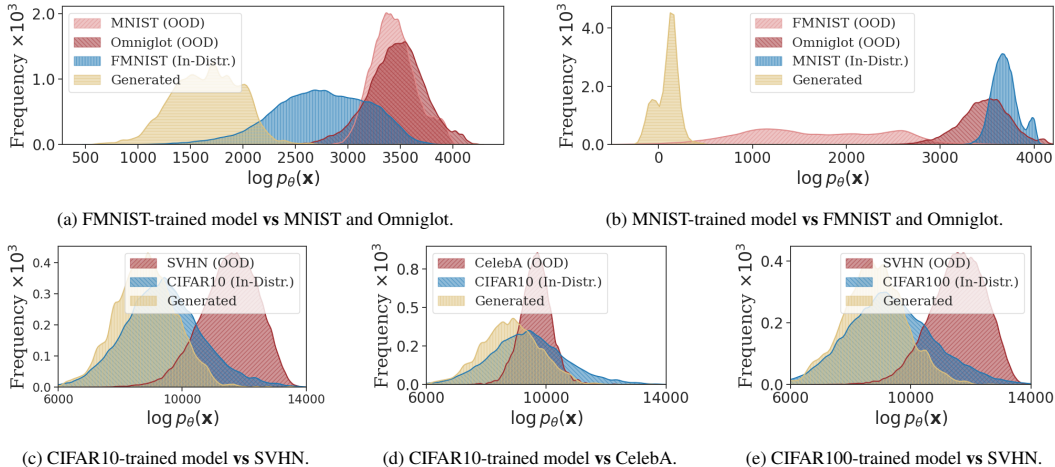 Frequency ×10³
2.0
1.0
0.0
MNIST (OOD)
Omniglot (OOD)
FMNIST (In-Distr.)
Generated
500 1000 1500 2000 2500 3000 3500 4000
log pθ(x)
(a) FMNIST-trained model vs MNIST and Omniglot.
Frequency ×10³
4.5
3.0
1.5
0.0
FMNIST (OOD)
Omniglot (OOD)
MNIST (In-Distr.)
Generated
0 1000 2000 3000 4000
log pθ(x)
(b) MNIST-trained model vs FMNIST and Omniglot.
Frequency ×10³
0.4
0.3
0.2
0.1
0.0
SVHN (OOD)
CIFAR10 (In-Distr.)
Generated
6000 10000 14000
log pθ(x)
(c) CIFAR10-trained model vs SVHN.
Frequency ×10³
0.8
0.5
0.2
0.0
CelebA (OOD)
CIFAR10 (In-Distr.)
Generated
6000 10000 14000
log pθ(x)
(d) CIFAR10-trained model vs CelebA.
Frequency ×10³
0.4
0.2
0.0
SVHN (OOD)
CIFAR100 (In-Distr.)
Generated
6000 10000 14000
log pθ(x)
(e) CIFAR100-trained model vs SVHN.